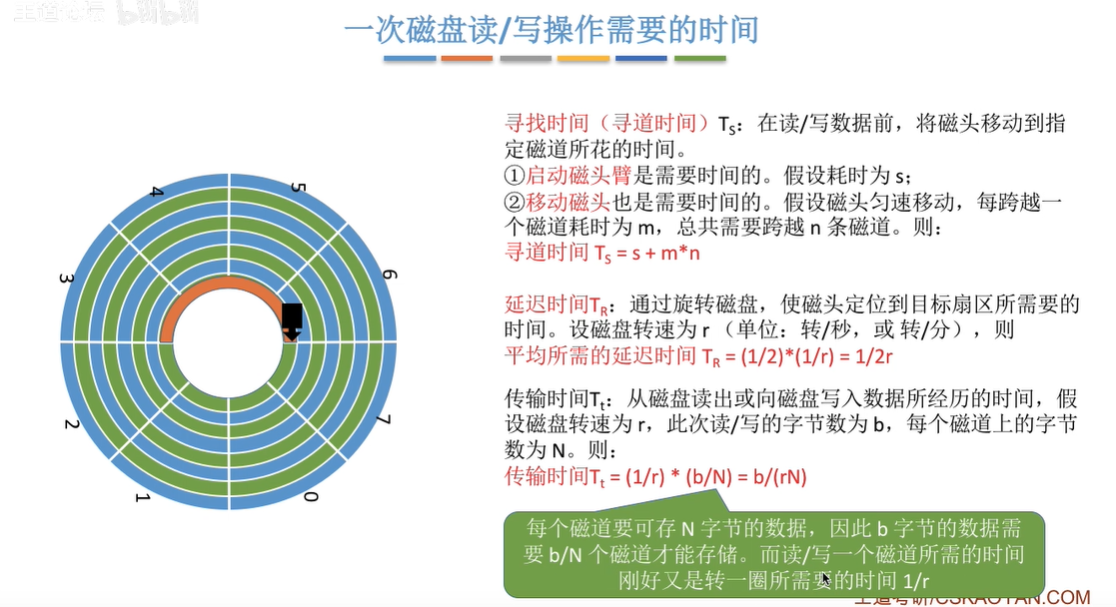 一次磁盘读/写操作需要的时间
寻找时间（寻道时间）TS：在读/写数据前，将磁头移动到指
定磁道所花的时间。
①启动磁头臂是需要时间的。假设耗时为 s；
②移动磁头也是需要时间的。假设磁头匀速移动，每跨越一
个磁道耗时为 m，总共需要跨越 n 条磁道。则：
寻道时间 TS = s + m*n
延迟时间TR：通过旋转磁盘，使磁头定位到目标扇区所需要的
时间。设磁盘转速为 r （单位：转/秒，或 转/分），则
平均所需的延迟时间 TR = (1/2)*(1/r) = 1/2r
传输时间Tt：从磁盘读出或向磁盘写入数据所经历的时间，假
设磁盘转速为 r，此次读/写的字节数为 b，每个磁道上的字节
数为 N。则：
传输时间Tt = (1/r) * (b/N) = b/(rN)
每个磁道要可存 N 字节的数据，因此 b 字节的数据需
要 b/N 个磁道才能存储。而读/写一个磁道所需的时间
刚好又是转一圈所需要的时间 1/r
王道考研/CSKAOYAN.COM
4
5
3
6
2
7
1
0
bilibili